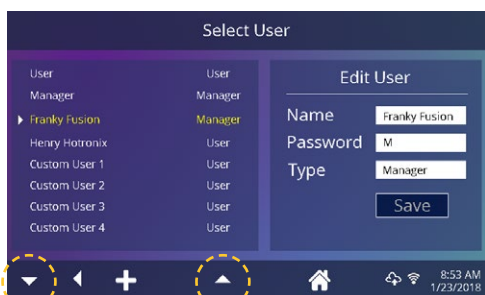 Select User
User User
Manager Manager
Franky Fusion Manager
Henry Hotronix User
Custom User 1 User
Custom User 2 User
Custom User 3 User
Custom User 4 User
Edit User
Name Franky Fusion
Password M
Type Manager
Save
8:53 AM
1/23/2018